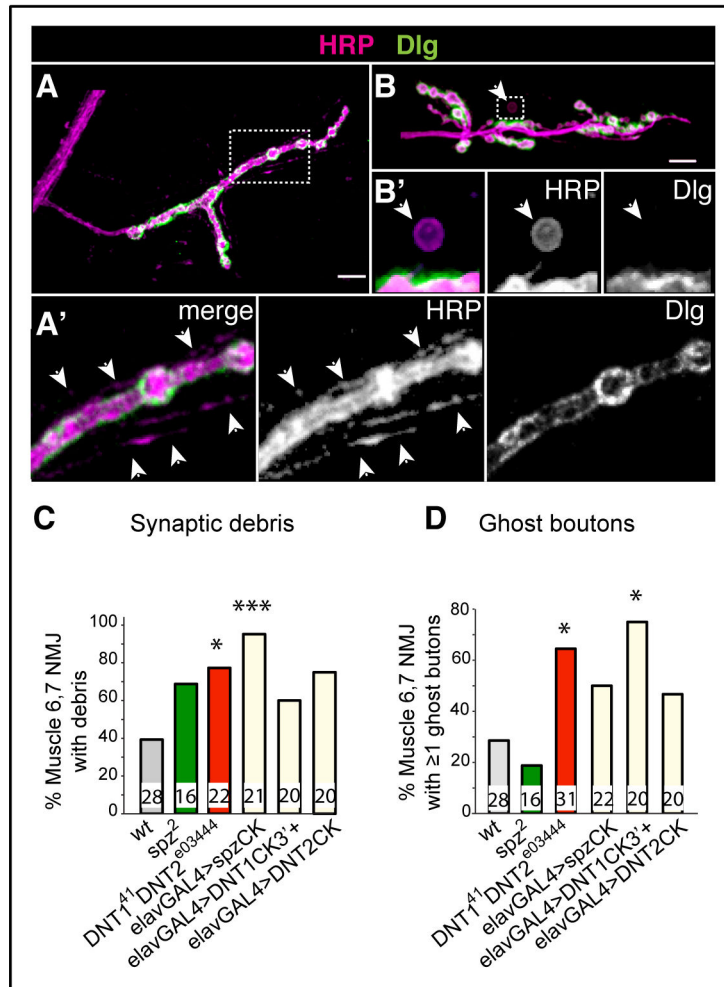 HRP Dlg
A
B
B' HRP Dlg
A' merge HRP Dlg
C Synaptic debris
D Ghost boutons
% Muscle 6,7 NMJ
with debris
100
80
60
40
20
0
*
***
28 16 22 21 20 20
wt
spz²
DNT1⁴¹DNT2ᵉ⁰³⁴⁴⁴
elavGAL4>spzCK
elavGAL4>DNT1CK3'+
elavGAL4>DNT2CK
% Muscle 6,7 NMJ
with ≥1 ghost butons
80
60
40
20
0
*
*
28 16 31 22 20 20
wt
spz²
DNT1⁴¹DNT2ᵉ⁰³⁴⁴⁴
elavGAL4>spzCK
elavGAL4>DNT1CK3'+
elavGAL4>DNT2CK